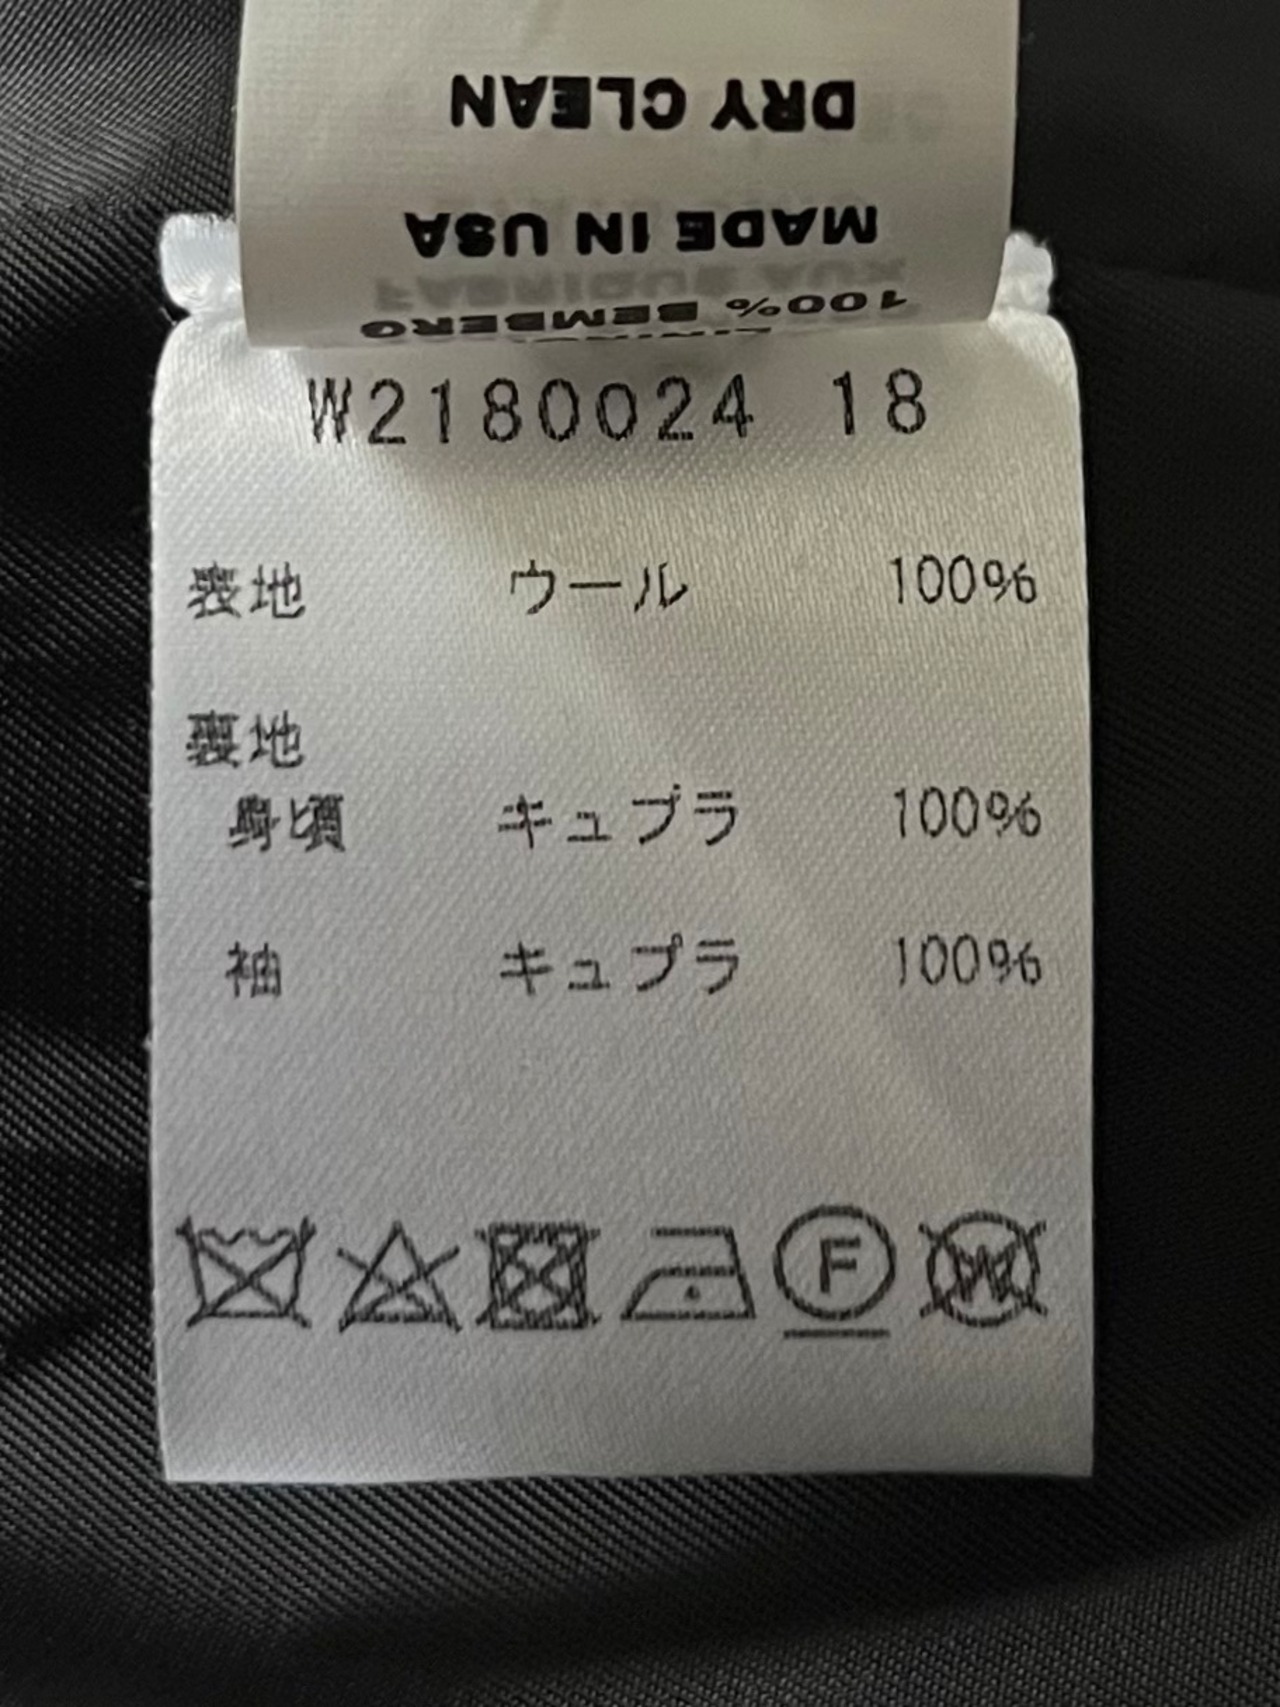 DRY CLEAN
MADE IN USA
100% BEMBERG
W2180024 18
表地 ウール 100%
裏地
身頃 キュプラ 100%
袖 キュプラ 100%
F W